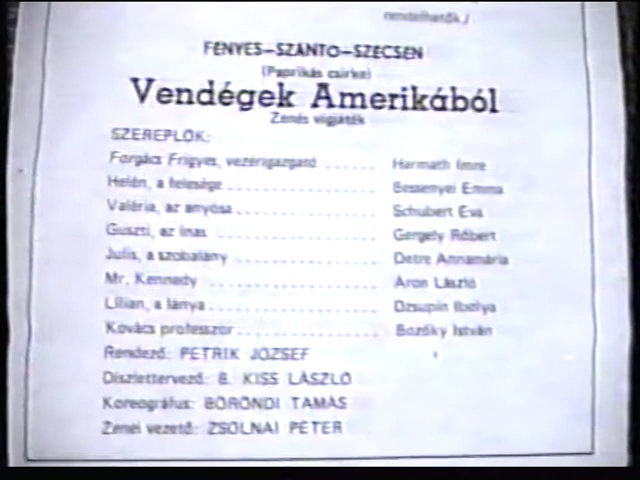 rendelhetők./
FENYES—SZANTO—SZECSEN
(Paprikás csirke)
Vendégek Amerikából
Zenés vígjáték
SZEREPLŐK:
Forgács Frigyes, vezérigazgató ...... Harmath Imre
Helén, a felesége ............... Bessenyei Emma
Valéria, az anyósa .............. Schubert Éva
Guszti, az inas ................ Gergely Róbert
Julis, a szobalány .............. Detre Annamária
Mr. Kennedy ................. Áron László
Lilian, a lánya ................ Dzsupin Ibolya
Kovács professzor .............. Bozóky István
Rendező: PETRIK JÓZSEF
Díszlettervező: B. KISS LÁSZLÓ
Koreográfus: BÖRÖNDI TAMÁS
Zenei vezető: ZSOLNAI PÉTER